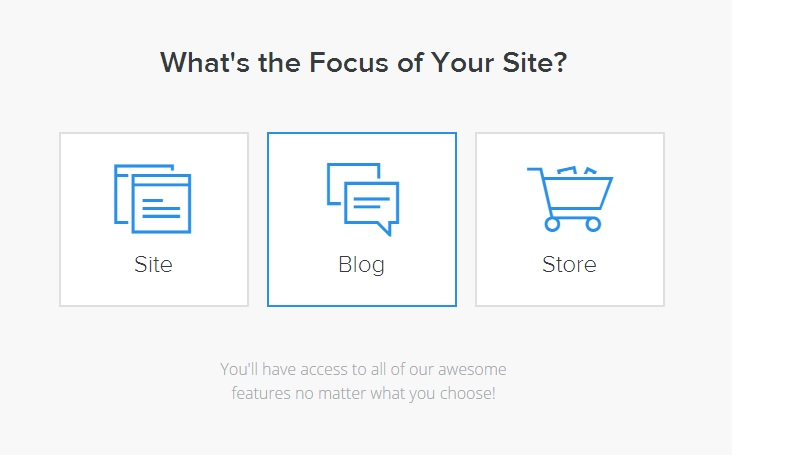 What's the Focus of Your Site?
Site
Blog
Store
You'll have access to all of our awesome
features no matter what you choose!